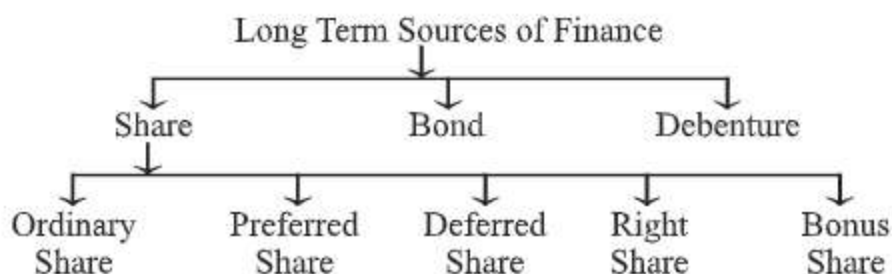 Long Term Sources of Finance
Share Bond Debenture
Ordinary Preferred Deferred Right Bonus
Share Share Share Share Share